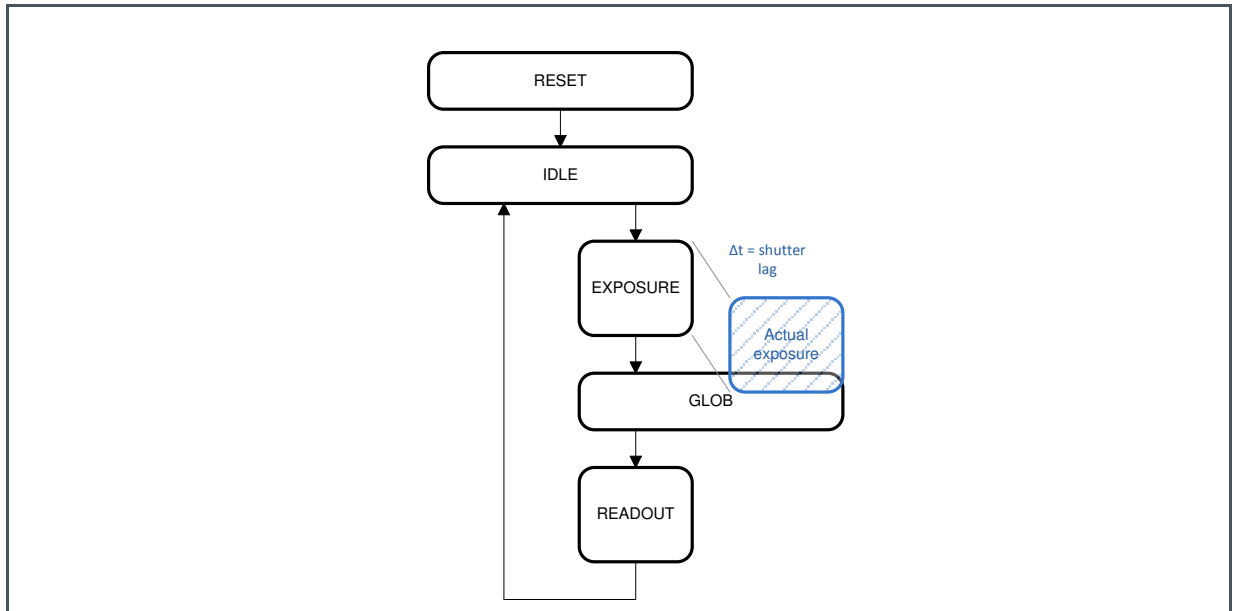 RESET
IDLE
Δt = shutter
lag
EXPOSURE
Actual
exposure
GLOB
READOUT